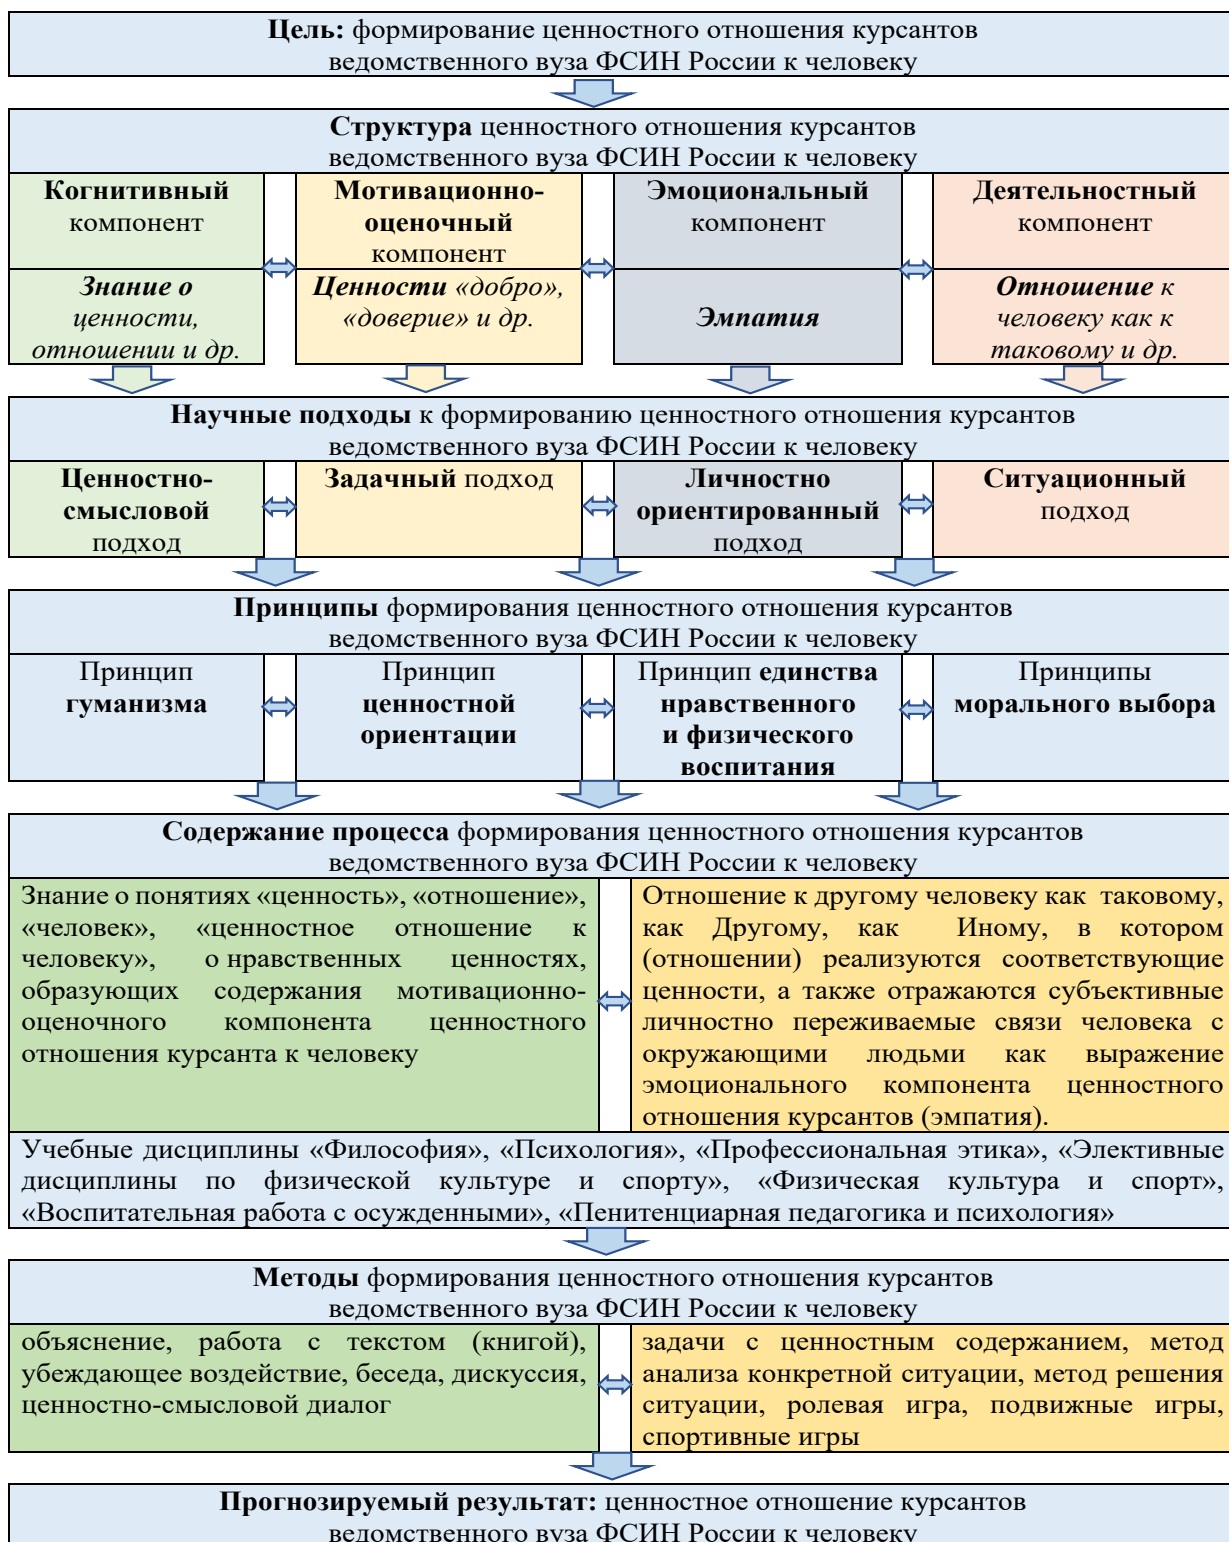 Цель: формирование ценностного отношения курсантов
ведомственного вуза ФСИН России к человеку
Структура ценностного отношения курсантов
ведомственного вуза ФСИН России к человеку
Когнитивный
компонент
Мотивационно-
оценочный
компонент
Эмоциональный
компонент
Деятельностный
компонент
Знание о
ценности,
отношении и др.
Ценности «добро»,
«доверие» и др.
Эмпатия
Отношение к
человеку как к
таковому и др.
Научные подходы к формированию ценностного отношения курсантов
ведомственного вуза ФСИН России к человеку
Ценностно-
смысловой
подход
Задачный подход
Личностно
ориентированный
подход
Ситуационный
подход
Принципы формирования ценностного отношения курсантов
ведомственного вуза ФСИН России к человеку
Принцип
гуманизма
Принцип
ценностной
ориентации
Принцип единства
нравственного
и физического
воспитания
Принципы
морального выбора
Содержание процесса формирования ценностного отношения курсантов
ведомственного вуза ФСИН России к человеку
Знание о понятиях «ценность», «отношение»,
«человек», «ценностное отношение к
человеку», о нравственных ценностях,
образующих содержания мотивационно-
оценочного компонента ценностного
отношения курсанта к человеку
Отношение к другому человеку как таковому,
как Другому, как Иному, в котором
(отношении) реализуются соответствующие
ценности, а также отражаются субъективные
личностно переживаемые связи человека с
окружающими людьми как выражение
эмоционального компонента ценностного
отношения курсантов (эмпатия).
Учебные дисциплины «Философия», «Психология», «Профессиональная этика», «Элективные
дисциплины по физической культуре и спорту», «Физическая культура и спорт»,
«Воспитательная работа с осужденными», «Пенитенциарная педагогика и психология»
Методы формирования ценностного отношения курсантов
ведомственного вуза ФСИН России к человеку
объяснение, работа с текстом (книгой),
убеждающее воздействие, беседа, дискуссия,
ценностно-смысловой диалог
задачи с ценностным содержанием, метод
анализа конкретной ситуации, метод решения
ситуации, ролевая игра, подвижные игры,
спортивные игры
Прогнозируемый результат: ценностное отношение курсантов
ведомственного вуза ФСИН России к человеку